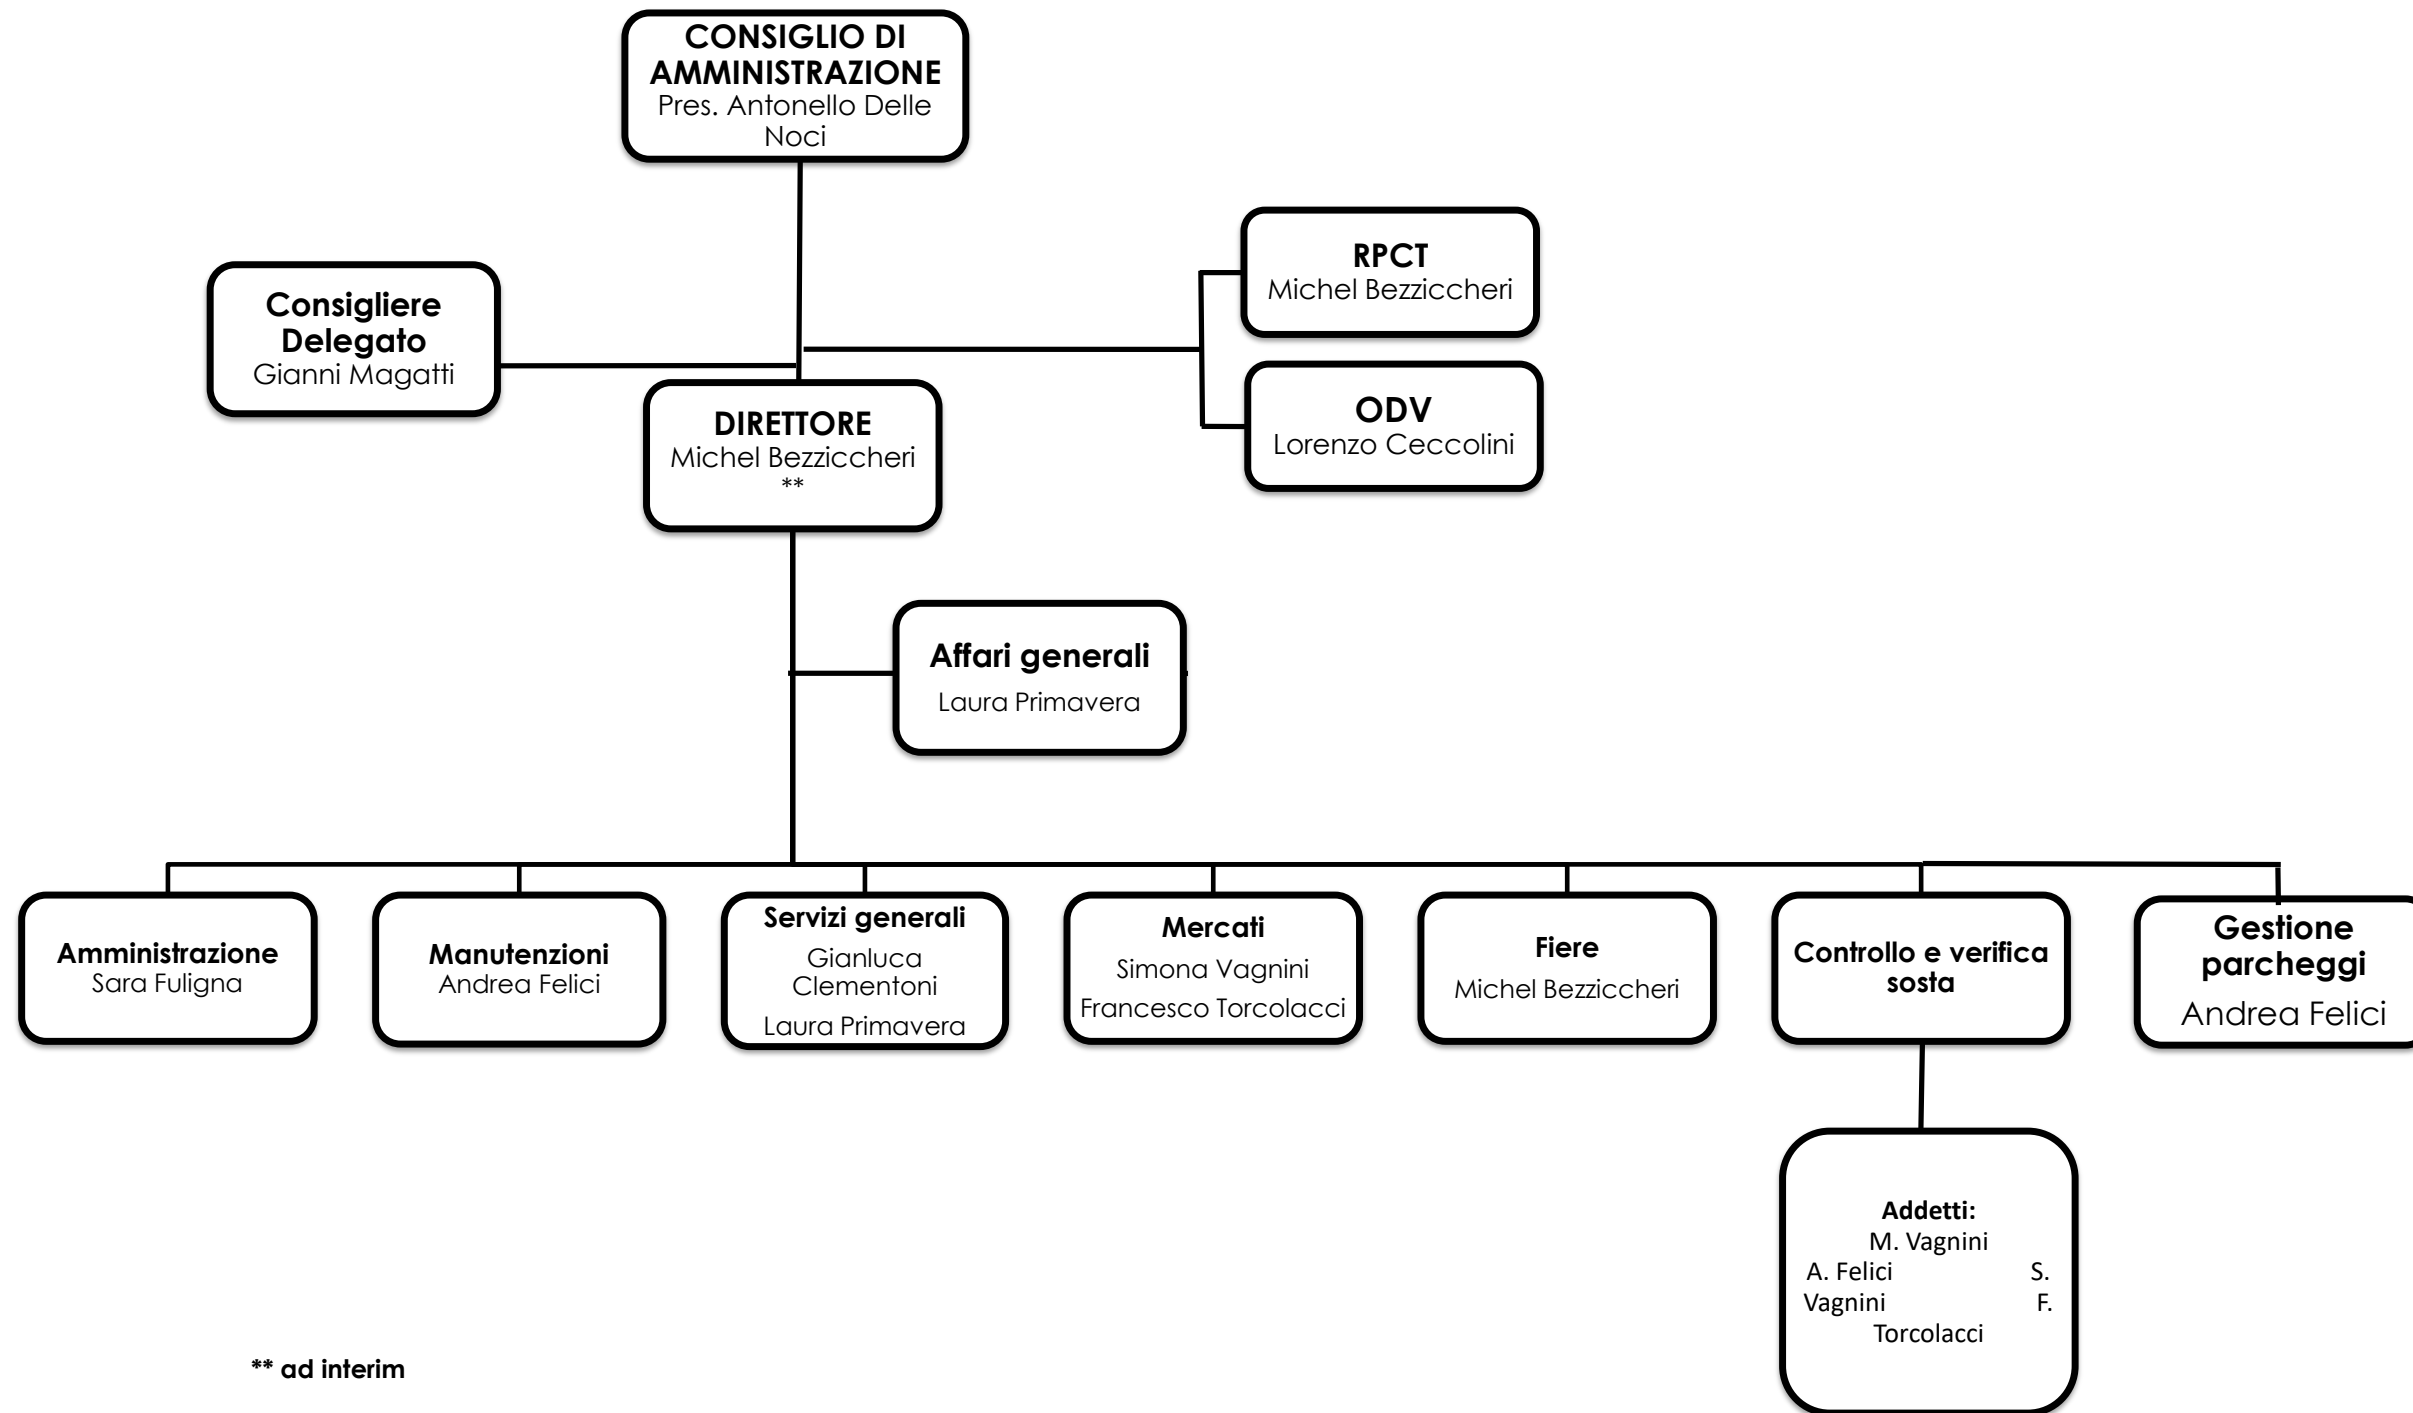 CONSIGLIO DI
AMMINISTRAZIONE
Pres. Antonello Delle
Noci
RPCT
Michel Bezziccheri
Consigliere
Delegato
Gianni Magatti
ODV
Lorenzo Ceccolini
DIRETTORE
Michel Bezziccheri
**
Affari generali
Laura Primavera
Amministrazione
Sara Fuligna
Manutenzioni
Andrea Felici
Servizi generali
Gianluca
Clementoni
Laura Primavera
Mercati
Simona Vagnini
Francesco Torcolacci
Fiere
Michel Bezziccheri
Controllo e verifica
sosta
Gestione
parcheggi
Andrea Felici
Addetti:
M. Vagnini
A. Felici S.
Vagnini F.
Torcolacci
** ad interim